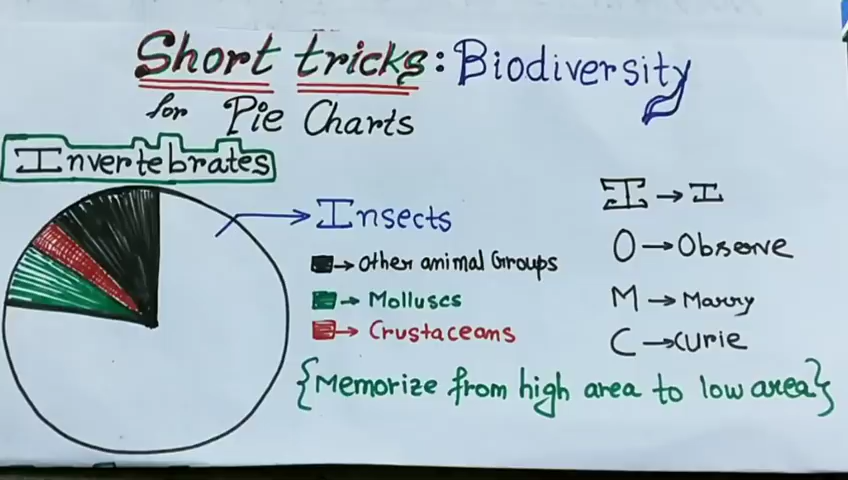 Short tricks: Biodiversity
for Pie Charts
Invertebrates
Insects
Other animal Groups
Molluscs
Crustaceans
I → I
O → Observe
M → Marry
C → Curie
{Memorize from high area to low area}